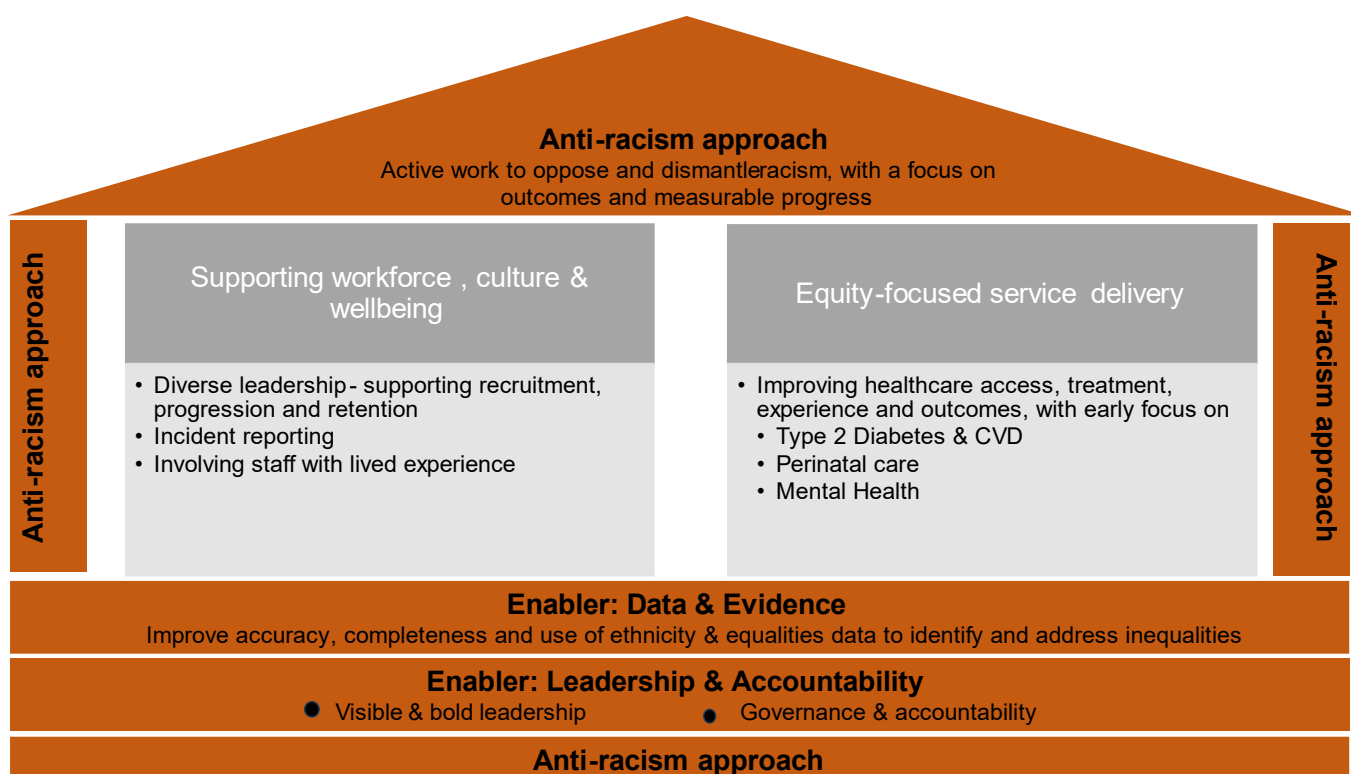 Anti-racism approach
Active work to oppose and dismantleracism, with a focus on
outcomes and measurable progress
Anti-racism approach
Supporting workforce , culture &
wellbeing
• Diverse leadership - supporting recruitment,
progression and retention
• Incident reporting
• Involving staff with lived experience
Equity-focused service delivery
• Improving healthcare access, treatment,
experience and outcomes, with early focus on
• Type 2 Diabetes & CVD
• Perinatal care
• Mental Health
Anti-racism approach
Enabler: Data & Evidence
Improve accuracy, completeness and use of ethnicity & equalities data to identify and address inequalities
Enabler: Leadership & Accountability
• Visible & bold leadership • Governance & accountability
Anti-racism approach